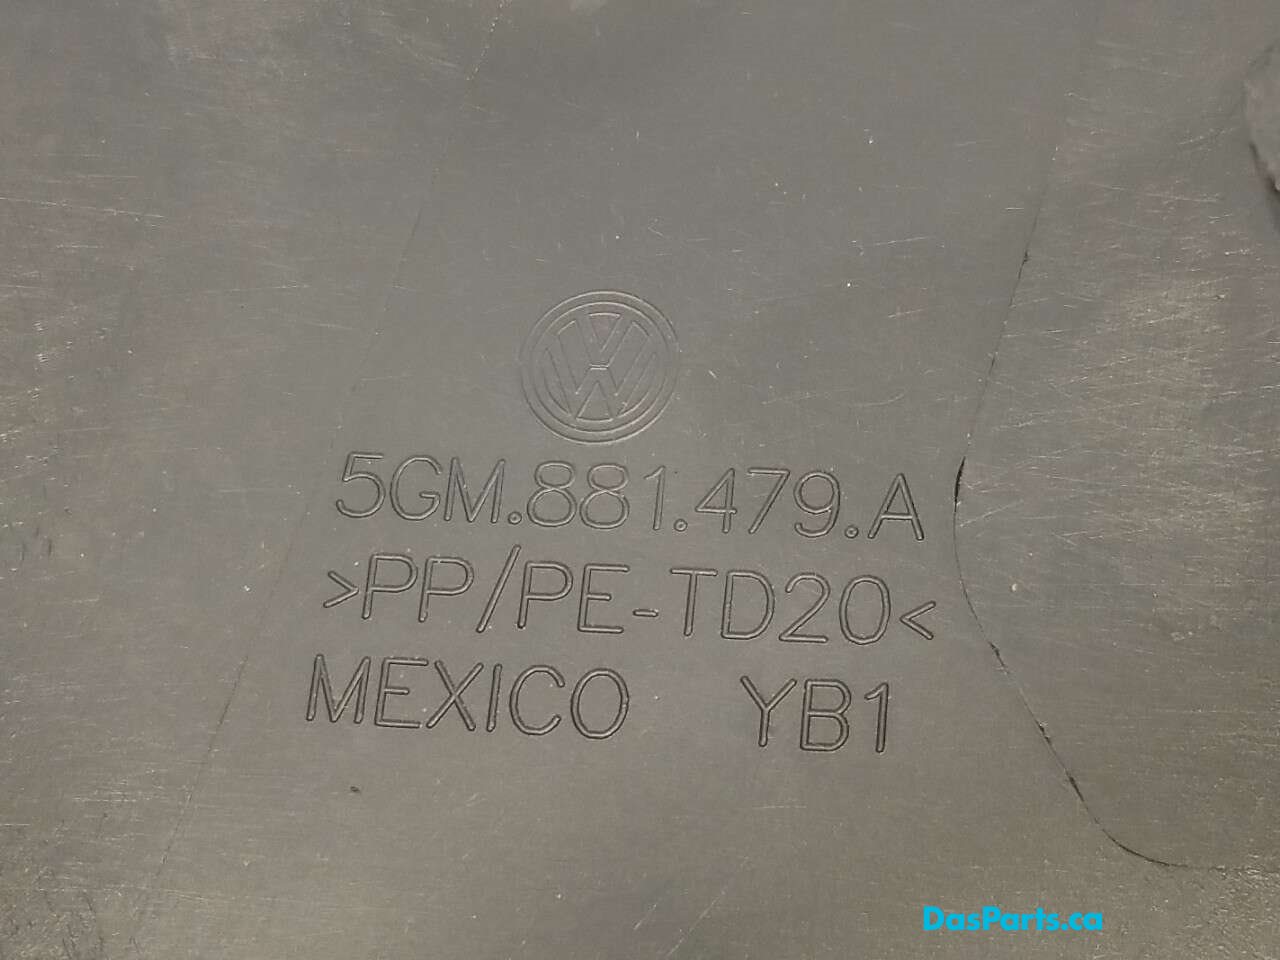 5GM.881.479.A
>PP/PE-TD20<
MEXICO YB1
DasParts.ca